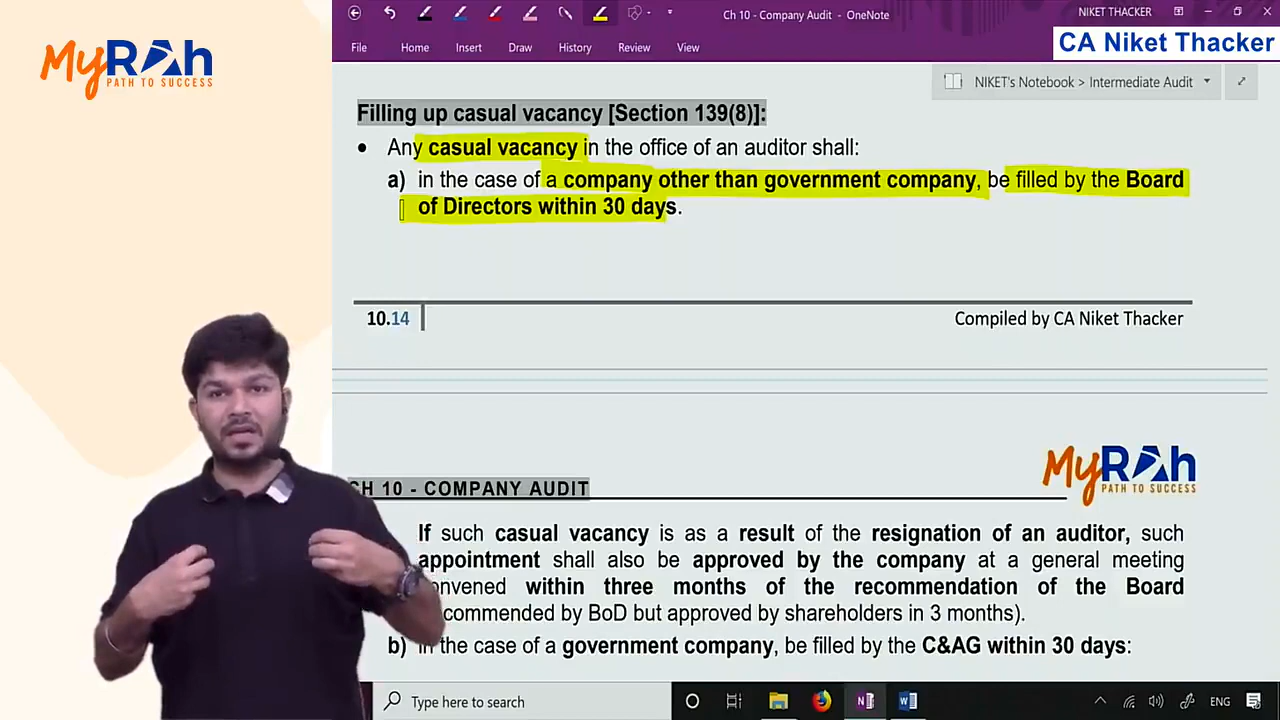 MyRAh
PATH TO SUCCESS
Ch 10 - Company Audit - OneNote
NIKET THACKER
CA Niket Thacker
File Home Insert Draw History Review View
NIKET's Notebook > Intermediate Audit
Filling up casual vacancy [Section 139(8)]:
• Any casual vacancy in the office of an auditor shall:
a) in the case of a company other than government company, be filled by the Board
of Directors within 30 days.
10.14
Compiled by CA Niket Thacker
MyRAh
PATH TO SUCCESS
CH 10 - COMPANY AUDIT
If such casual vacancy is as a result of the resignation of an auditor, such
appointment shall also be approved by the company at a general meeting
onvened within three months of the recommendation of the Board
commended by BoD but approved by shareholders in 3 months).
b) in the case of a government company, be filled by the C&AG within 30 days:
Type here to search
ENG